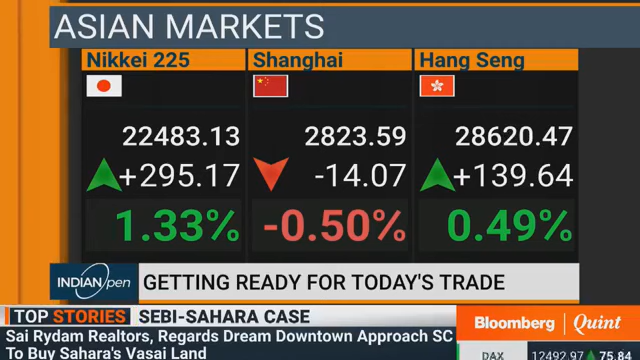 ASIAN MARKETS
Nikkei 225 Shanghai Hang Seng
22483.13 2823.59 28620.47
+295.17 -14.07 +139.64
1.33% -0.50% 0.49%
INDIAN Open GETTING READY FOR TODAY'S TRADE
TOP STORIES SEBI-SAHARA CASE
Sai Rydam Realtors, Regards Dream Downtown Approach SC
To Buy Sahara's Vasai Land
Bloomberg Quint
DAX 12492.97 75.84